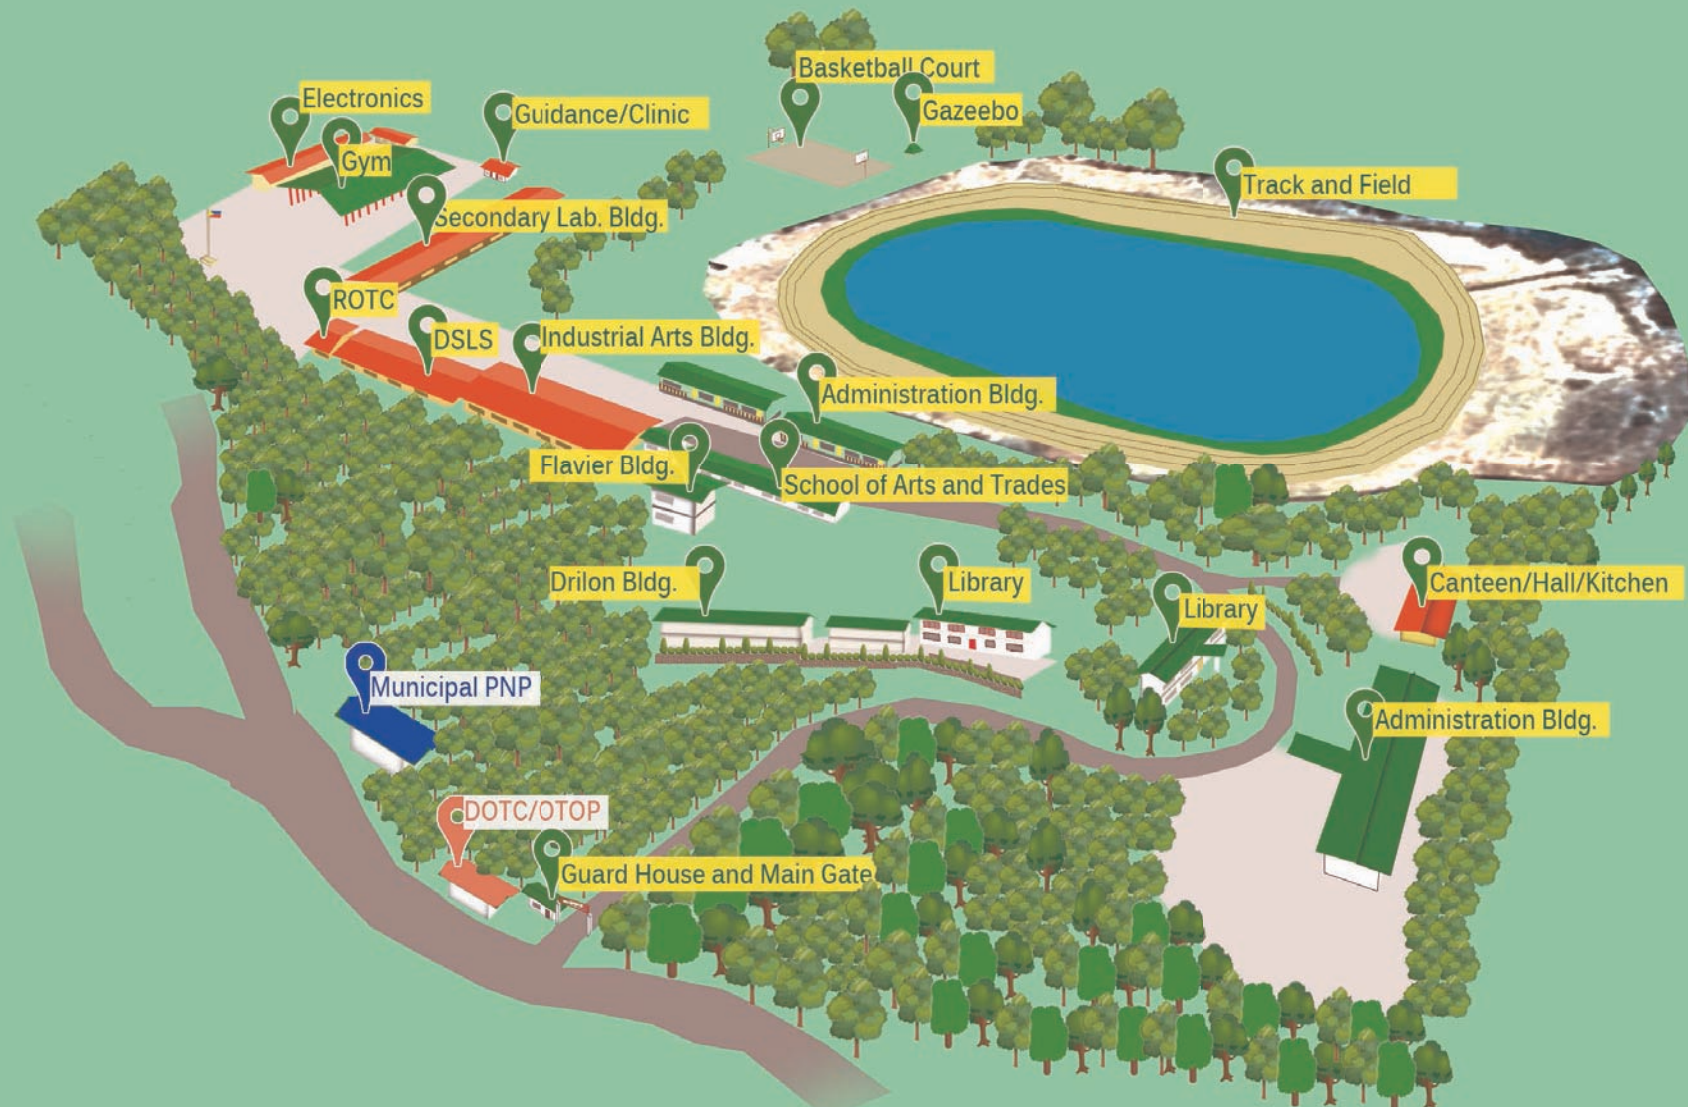 Basketball Court
Electronics
Gazeebo
Guidance/Clinic
Gym
Track and Field
Secondary Lab. Bldg.
ROTC
DSLS
Industrial Arts Bldg.
Administration Bldg.
Flavier Bldg.
School of Arts and Trades
Drilon Bldg.
Library
Canteen/Hall/Kitchen
Library
Municipal PNP
Administration Bldg.
DOTC/OTOP
Guard House and Main Gate